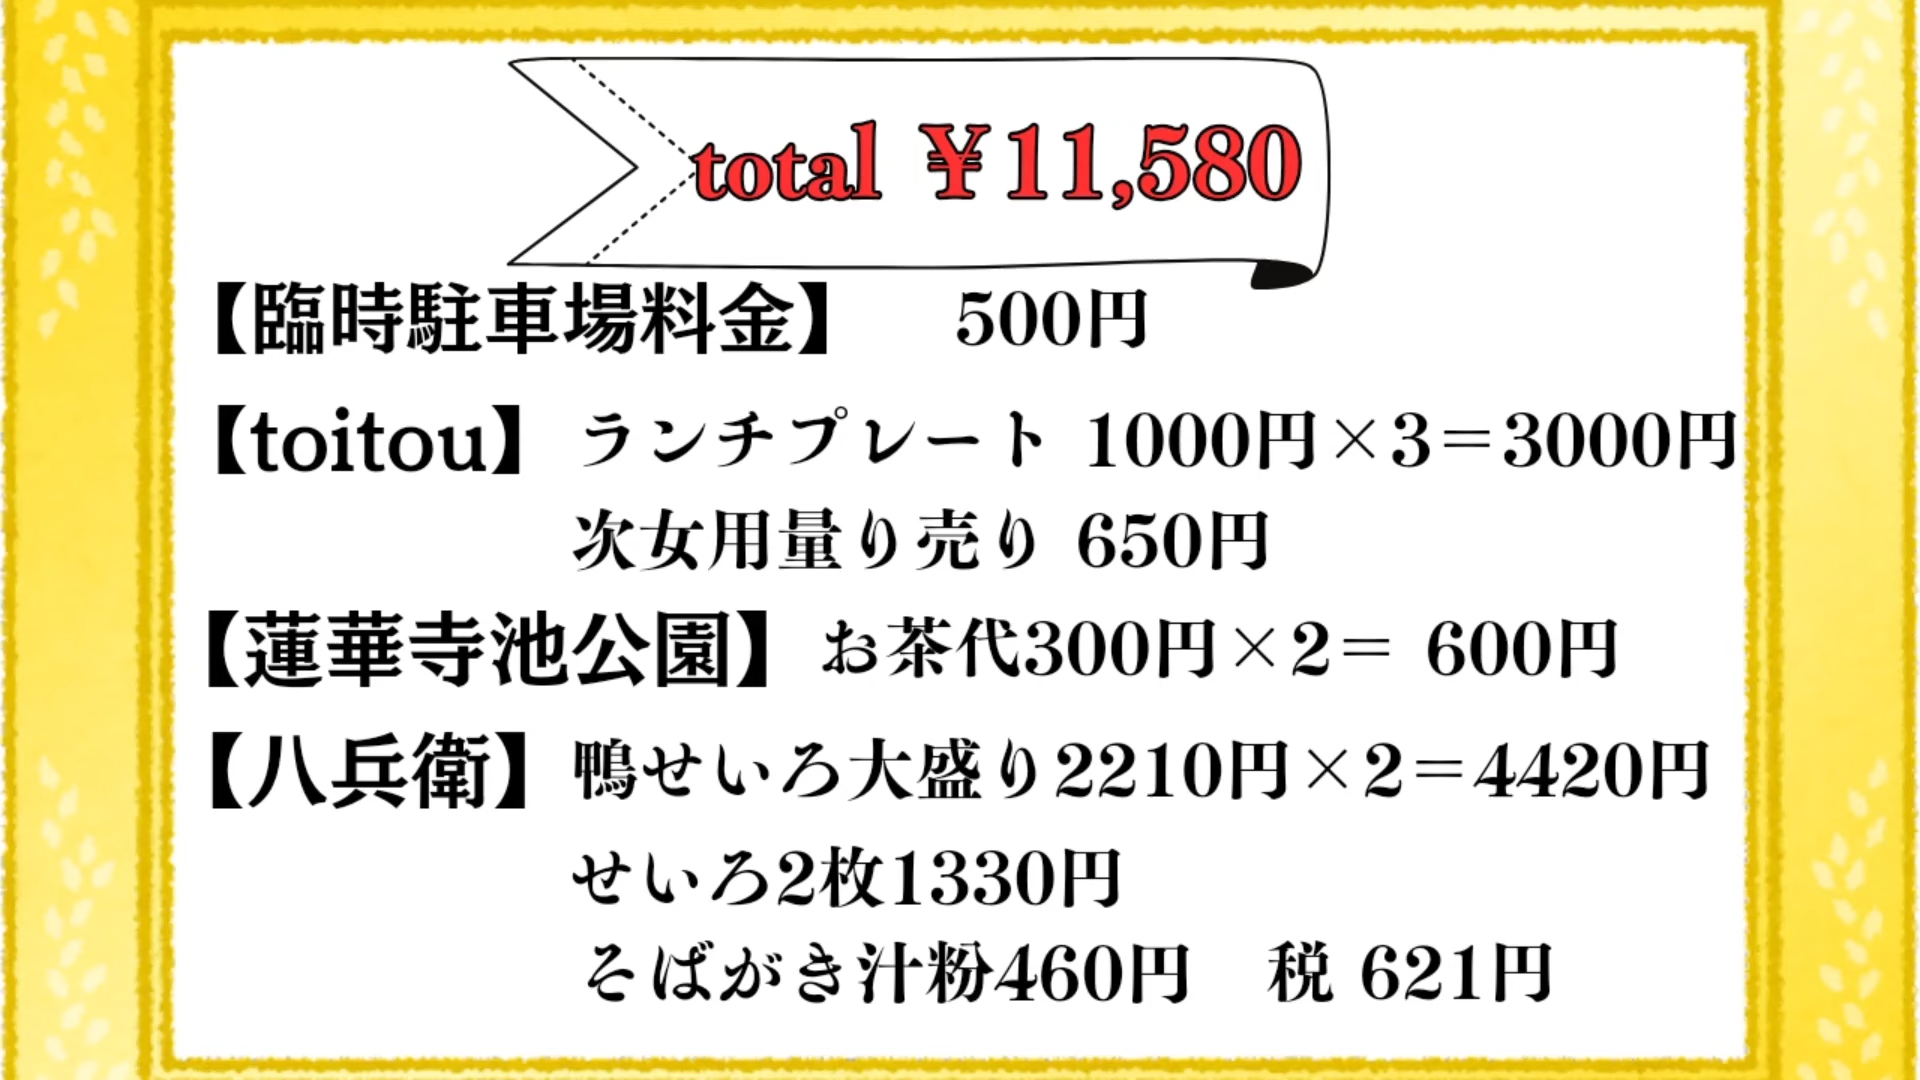 total ￥11,580
【臨時駐車場料金】　500円
【toitou】 ランチプレート 1000円×3＝3000円
次女用量り売り 650円
【蓮華寺池公園】 お茶代300円×2＝ 600円
【八兵衛】 鴨せいろ大盛り2210円×2＝4420円
せいろ2枚1330円
そばがき汁粉460円　税 621円